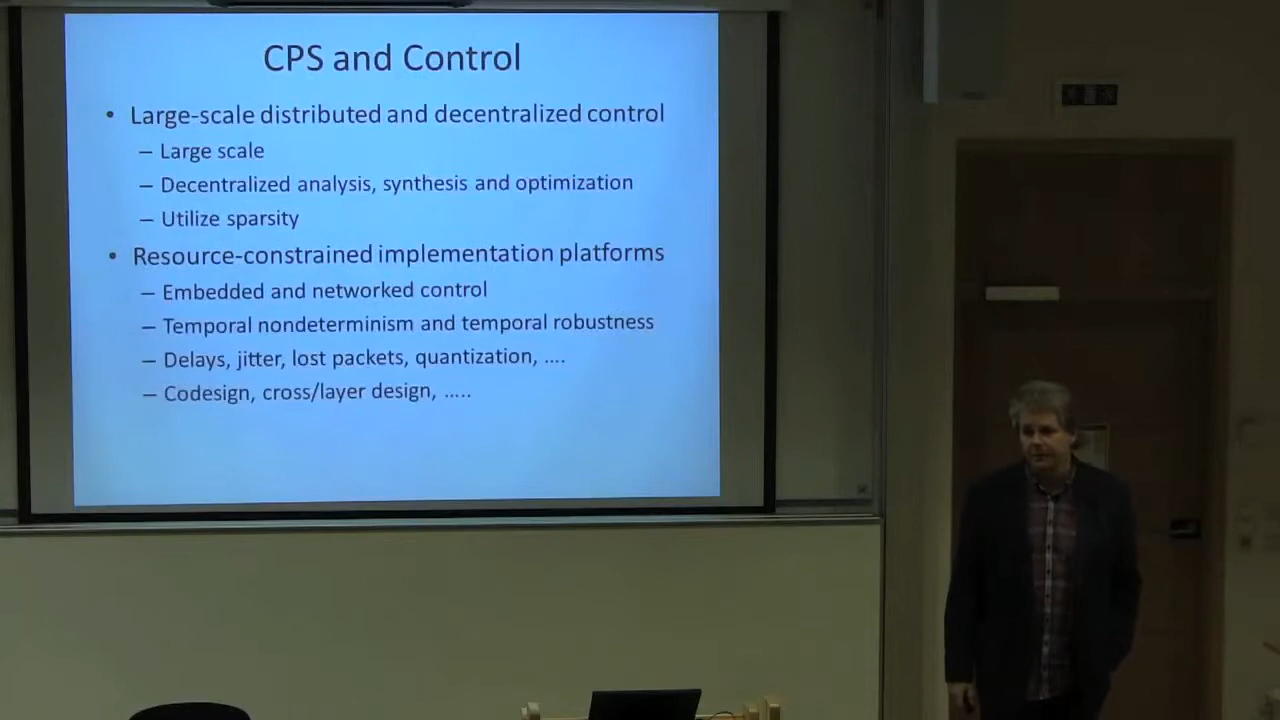 CPS and Control
• Large-scale distributed and decentralized control
– Large scale
– Decentralized analysis, synthesis and optimization
– Utilize sparsity
• Resource-constrained implementation platforms
– Embedded and networked control
– Temporal nondeterminism and temporal robustness
– Delays, jitter, lost packets, quantization, ....
– Codesign, cross/layer design, .....